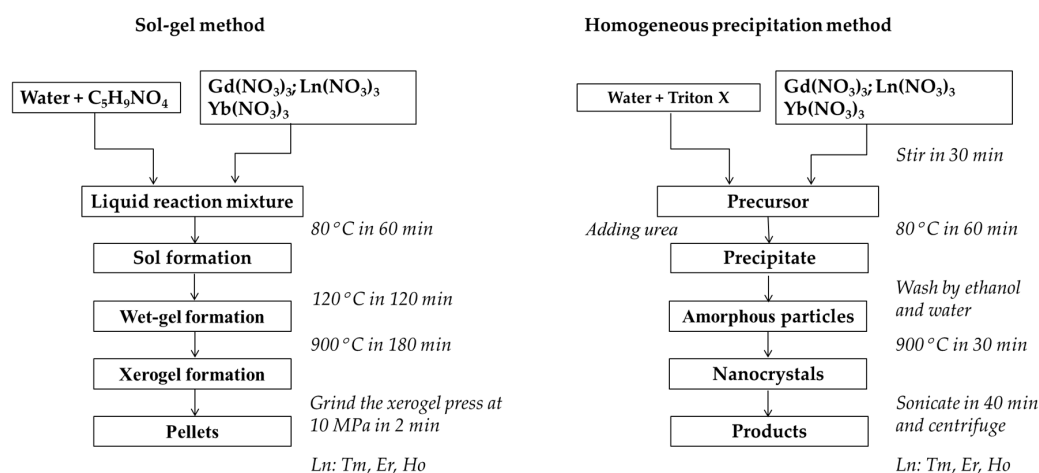 Sol-gel method
Water + C₅H₉NO₄
Gd(NO₃)₃; Ln(NO₃)₃
Yb(NO₃)₃
Liquid reaction mixture
80 °C in 60 min
Sol formation
120 °C in 120 min
Wet-gel formation
900 °C in 180 min
Xerogel formation
Grind the xerogel press at
10 MPa in 2 min
Pellets
Ln: Tm, Er, Ho
Homogeneous precipitation method
Water + Triton X
Gd(NO₃)₃; Ln(NO₃)₃
Yb(NO₃)₃
Stir in 30 min
Precursor
Adding urea
80 °C in 60 min
Precipitate
Wash by ethanol
and water
Amorphous particles
900 °C in 30 min
Nanocrystals
Sonicate in 40 min
and centrifuge
Products
Ln: Tm, Er, Ho